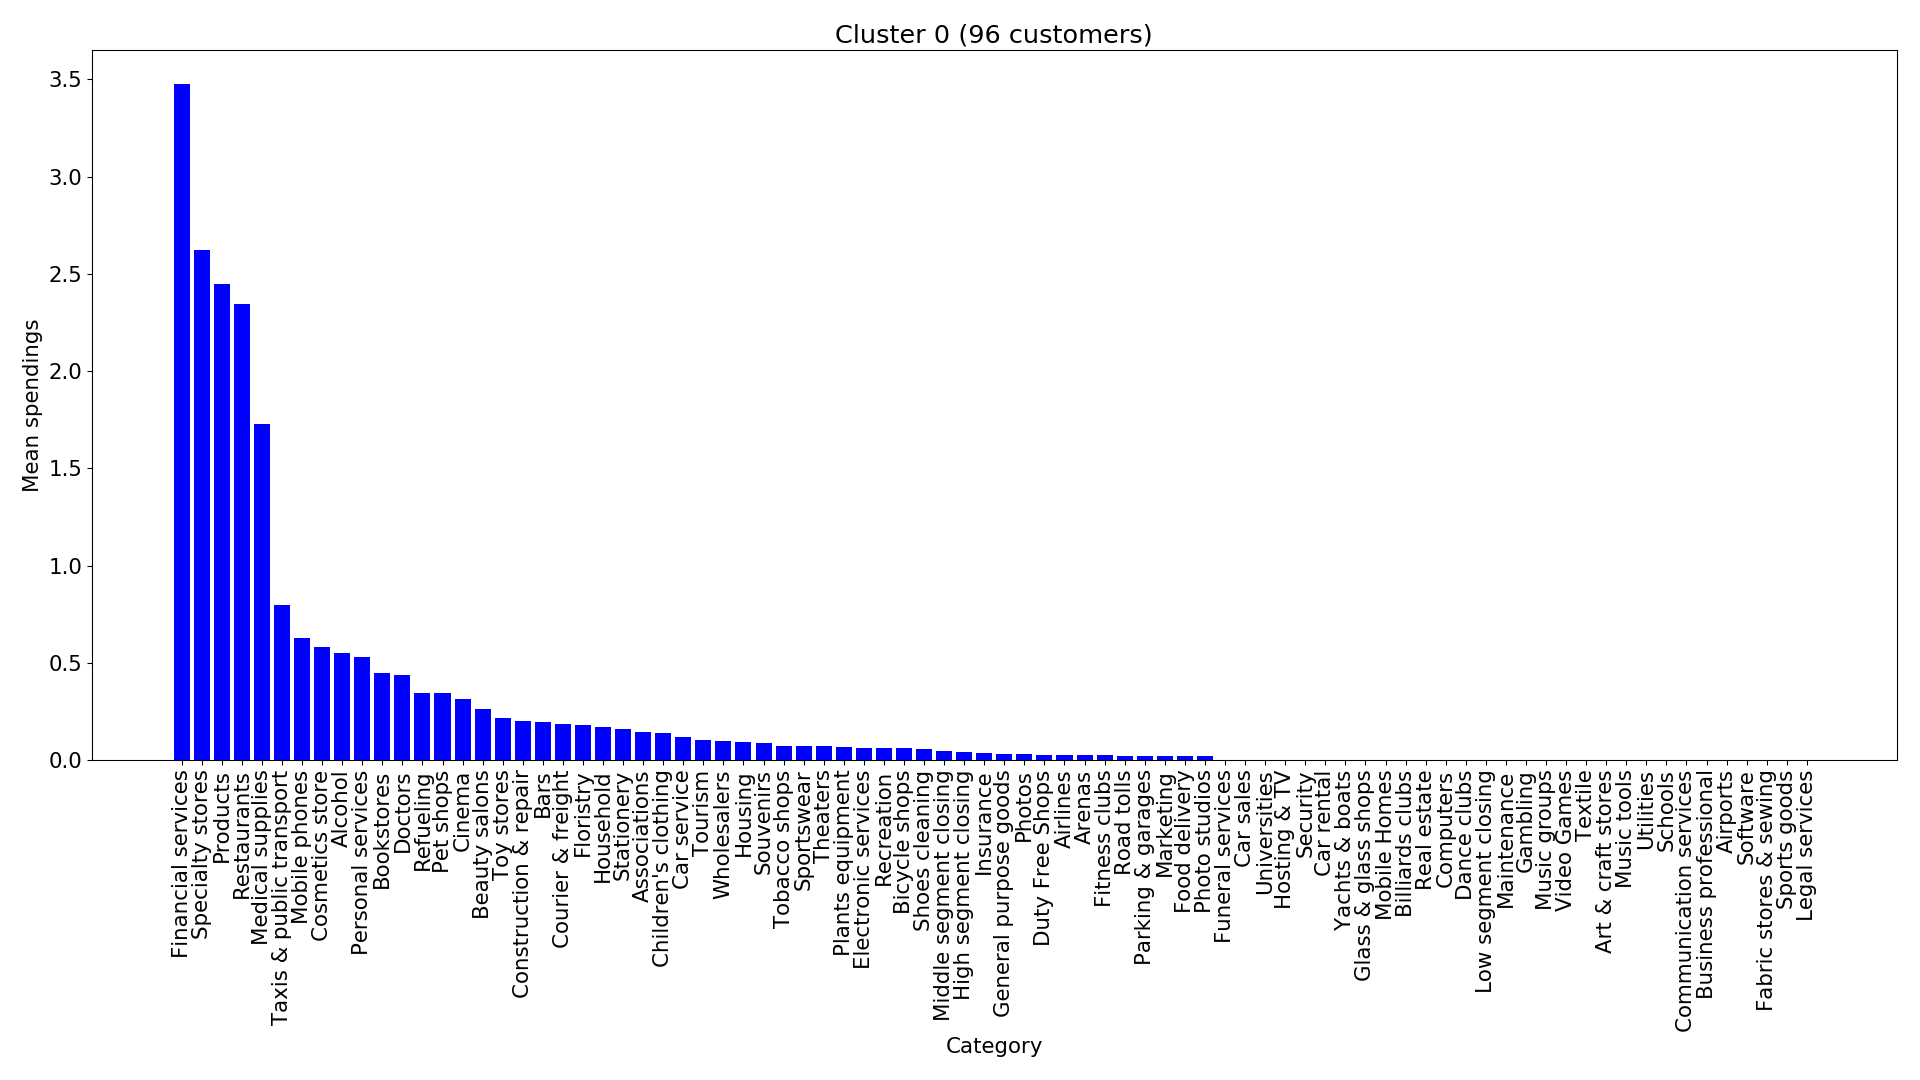 Cluster 0 (96 customers)
3.5
3.0
2.5
2.0
1.5
1.0
0.5
0.0
Mean spendings
Financial services
Specialty stores
Products
Restaurants
Medical supplies
Taxis & public transport
Mobile phones
Cosmetics store
Alcohol
Personal services
Bookstores
Doctors
Refueling
Pet shops
Cinema
Beauty salons
Toy stores
Construction & repair
Bars
Courier & freight
Floristry
Household
Stationery
Associations
Children's clothing
Car service
Tourism
Wholesalers
Housing
Souvenirs
Tobacco shops
Sportswear
Theaters
Plants equipment
Electronic services
Recreation
Bicycle shops
Shoes cleaning
Middle segment closing
High segment closing
Insurance
General purpose goods
Photos
Duty Free Shops
Airlines
Arenas
Fitness clubs
Road tolls
Parking & garages
Marketing
Food delivery
Photo studios
Funeral services
Car sales
Universities
Hosting & TV
Security
Car rental
Yachts & boats
Glass & glass shops
Mobile Homes
Billiards clubs
Real estate
Computers
Dance clubs
Low segment closing
Maintenance
Gambling
Music groups
Video Games
Textile
Art & craft stores
Music tools
Utilities
Schools
Communication services
Business professional
Airports
Software
Fabric stores & sewing
Sports goods
Legal services
Category